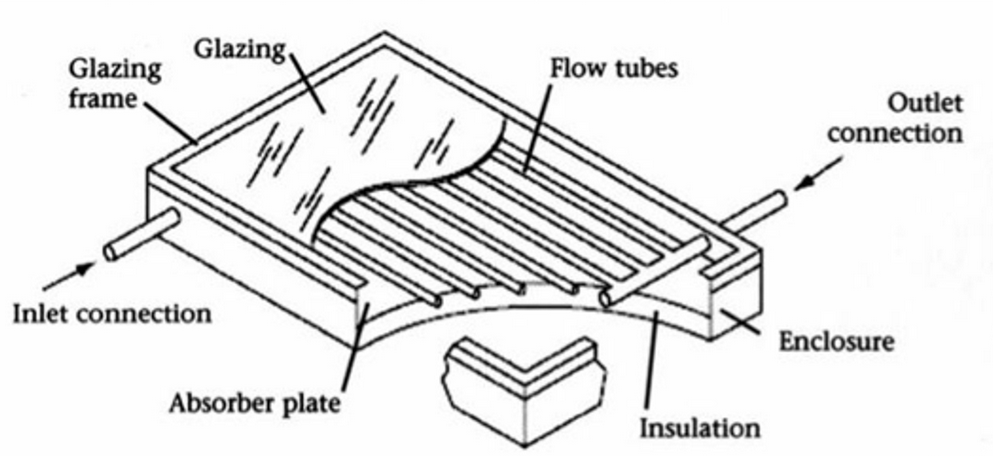 Glazing
Glazing
frame
Flow tubes
Outlet
connection
Inlet connection
Absorber plate
Enclosure
Insulation